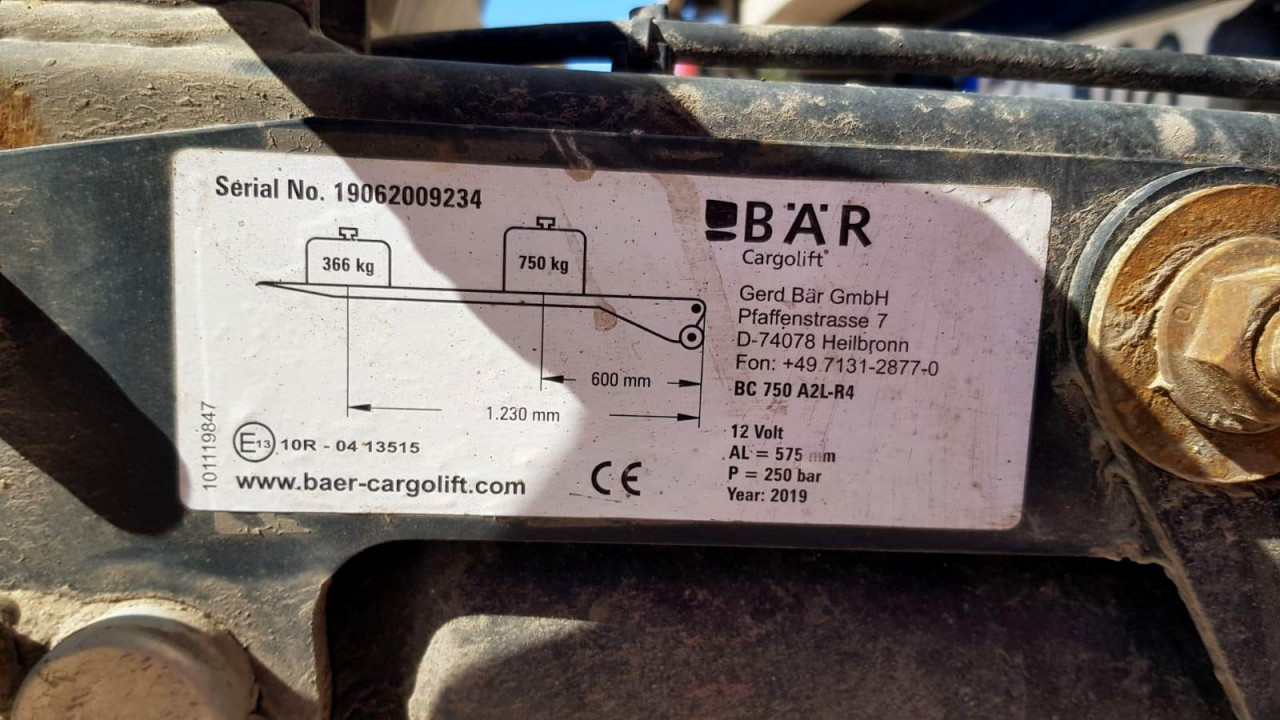 Serial No. 19062009234
366 kg
750 kg
600 mm
1.230 mm
BÄR
Cargolift®
Gerd Bär GmbH
Pfaffenstrasse 7
D-74078 Heilbronn
Fon: +49 7131-2877-0
BC 750 A2L-R4
12 Volt
AL = 575 mm
P = 250 bar
Year: 2019
101119847
E13 10R - 04 13515
www.baer-cargolift.com
CE